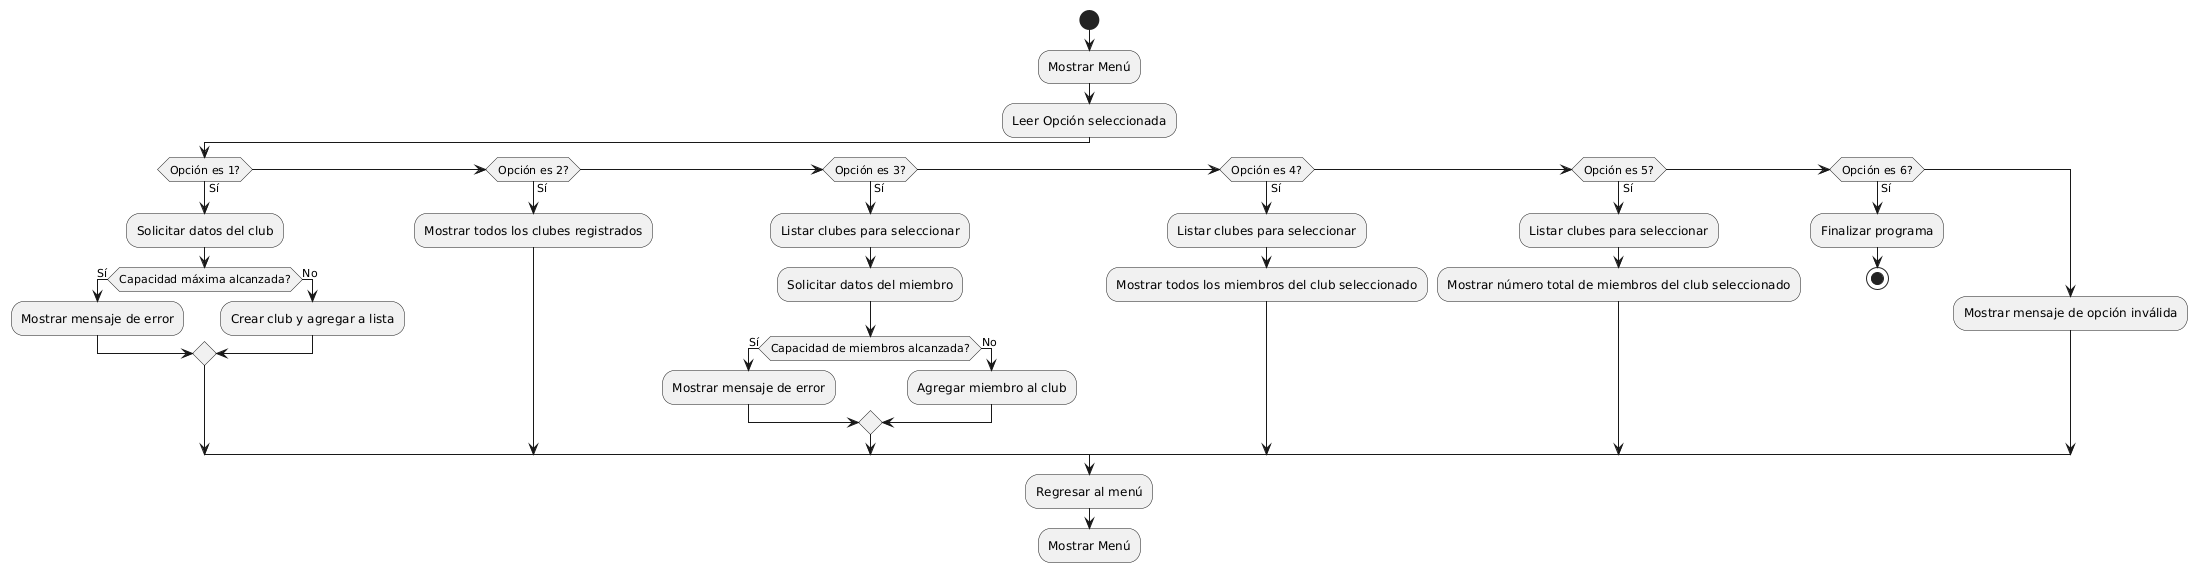 Mostrar Menú
Leer Opción seleccionada
Opción es 1?
Opción es 2?
Opción es 3?
Opción es 4?
Opción es 5?
Opción es 6?
Sí
Sí
Sí
Sí
Sí
Sí
Solicitar datos del club
Mostrar todos los clubes registrados
Listar clubes para seleccionar
Listar clubes para seleccionar
Listar clubes para seleccionar
Finalizar programa
Sí
Capacidad máxima alcanzada?
No
Solicitar datos del miembro
Mostrar todos los miembros del club seleccionado
Mostrar número total de miembros del club seleccionado
Mostrar mensaje de error
Crear club y agregar a lista
Mostrar mensaje de opción inválida
Sí
Capacidad de miembros alcanzada?
No
Mostrar mensaje de error
Agregar miembro al club
Regresar al menú
Mostrar Menú